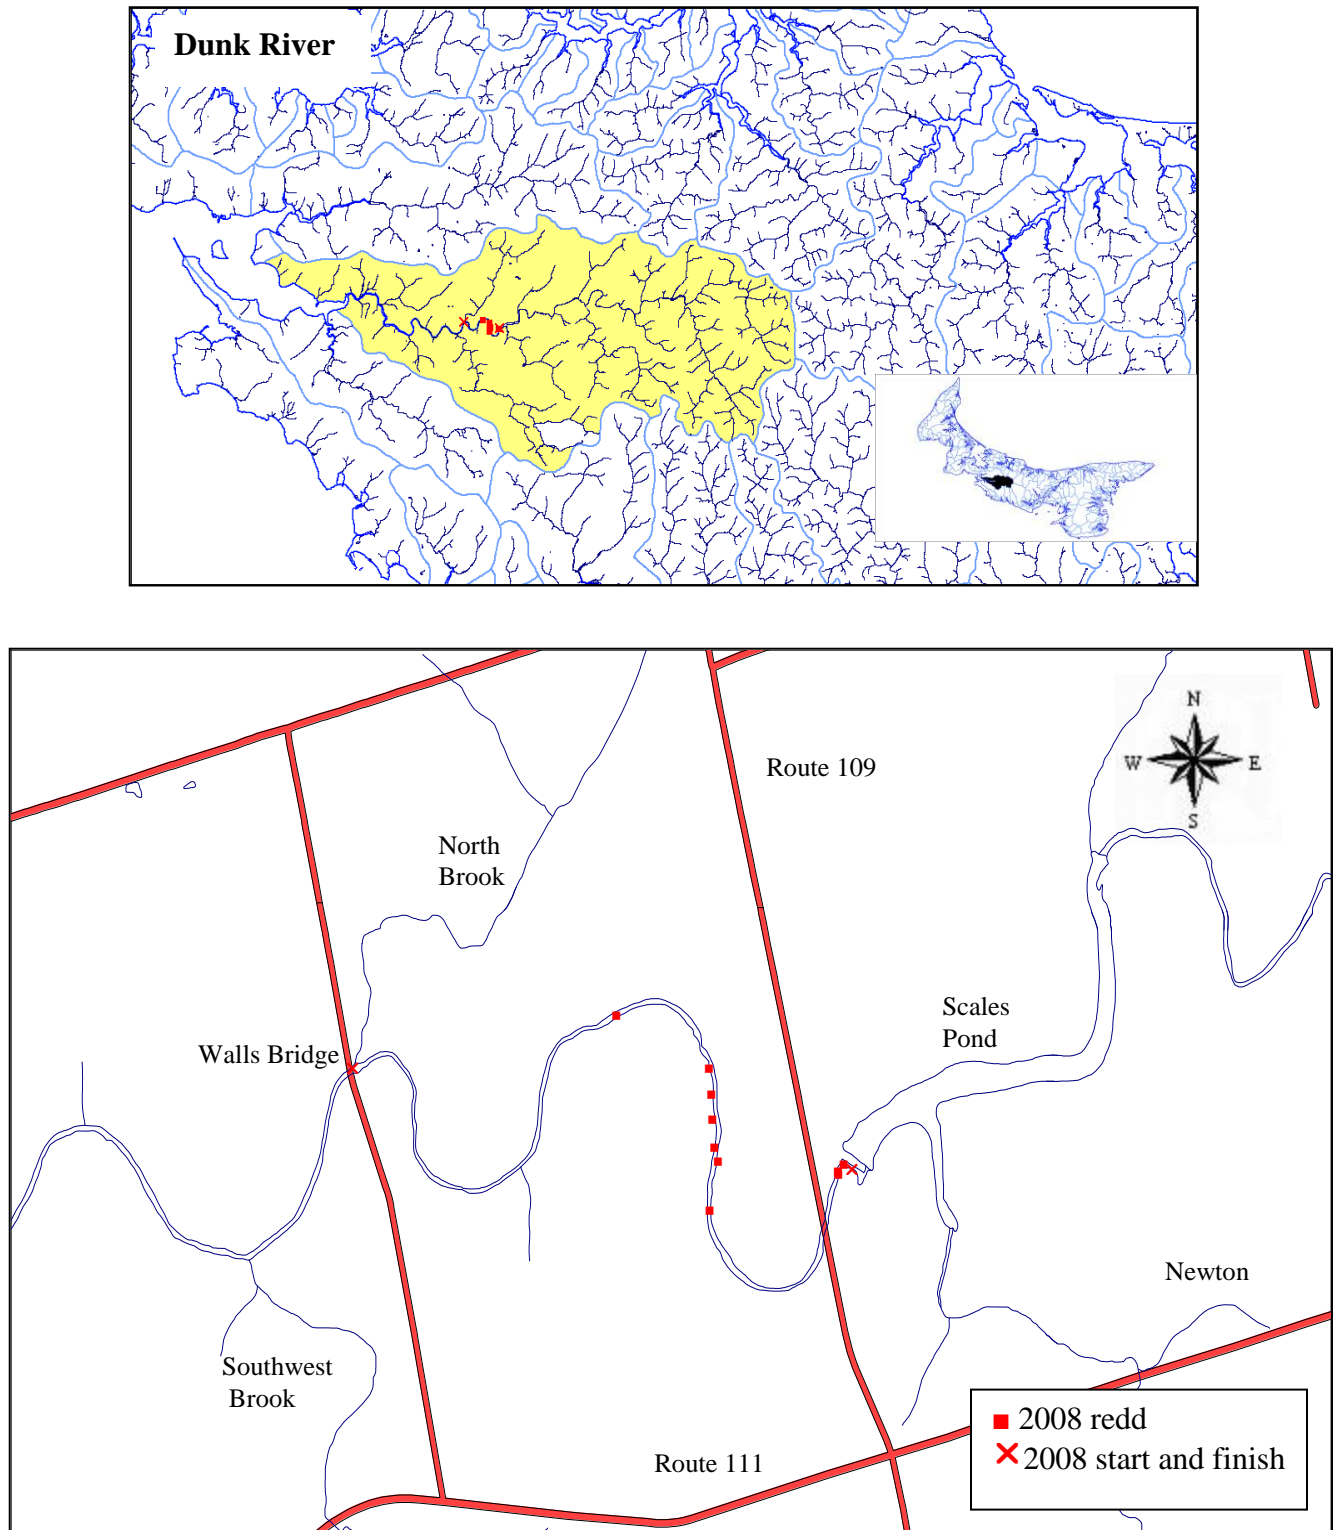 Dunk River
N
W E
S
Route 109
North
Brook
Scales
Pond
Walls Bridge
Newton
Southwest
Brook
Route 111
2008 redd
2008 start and finish